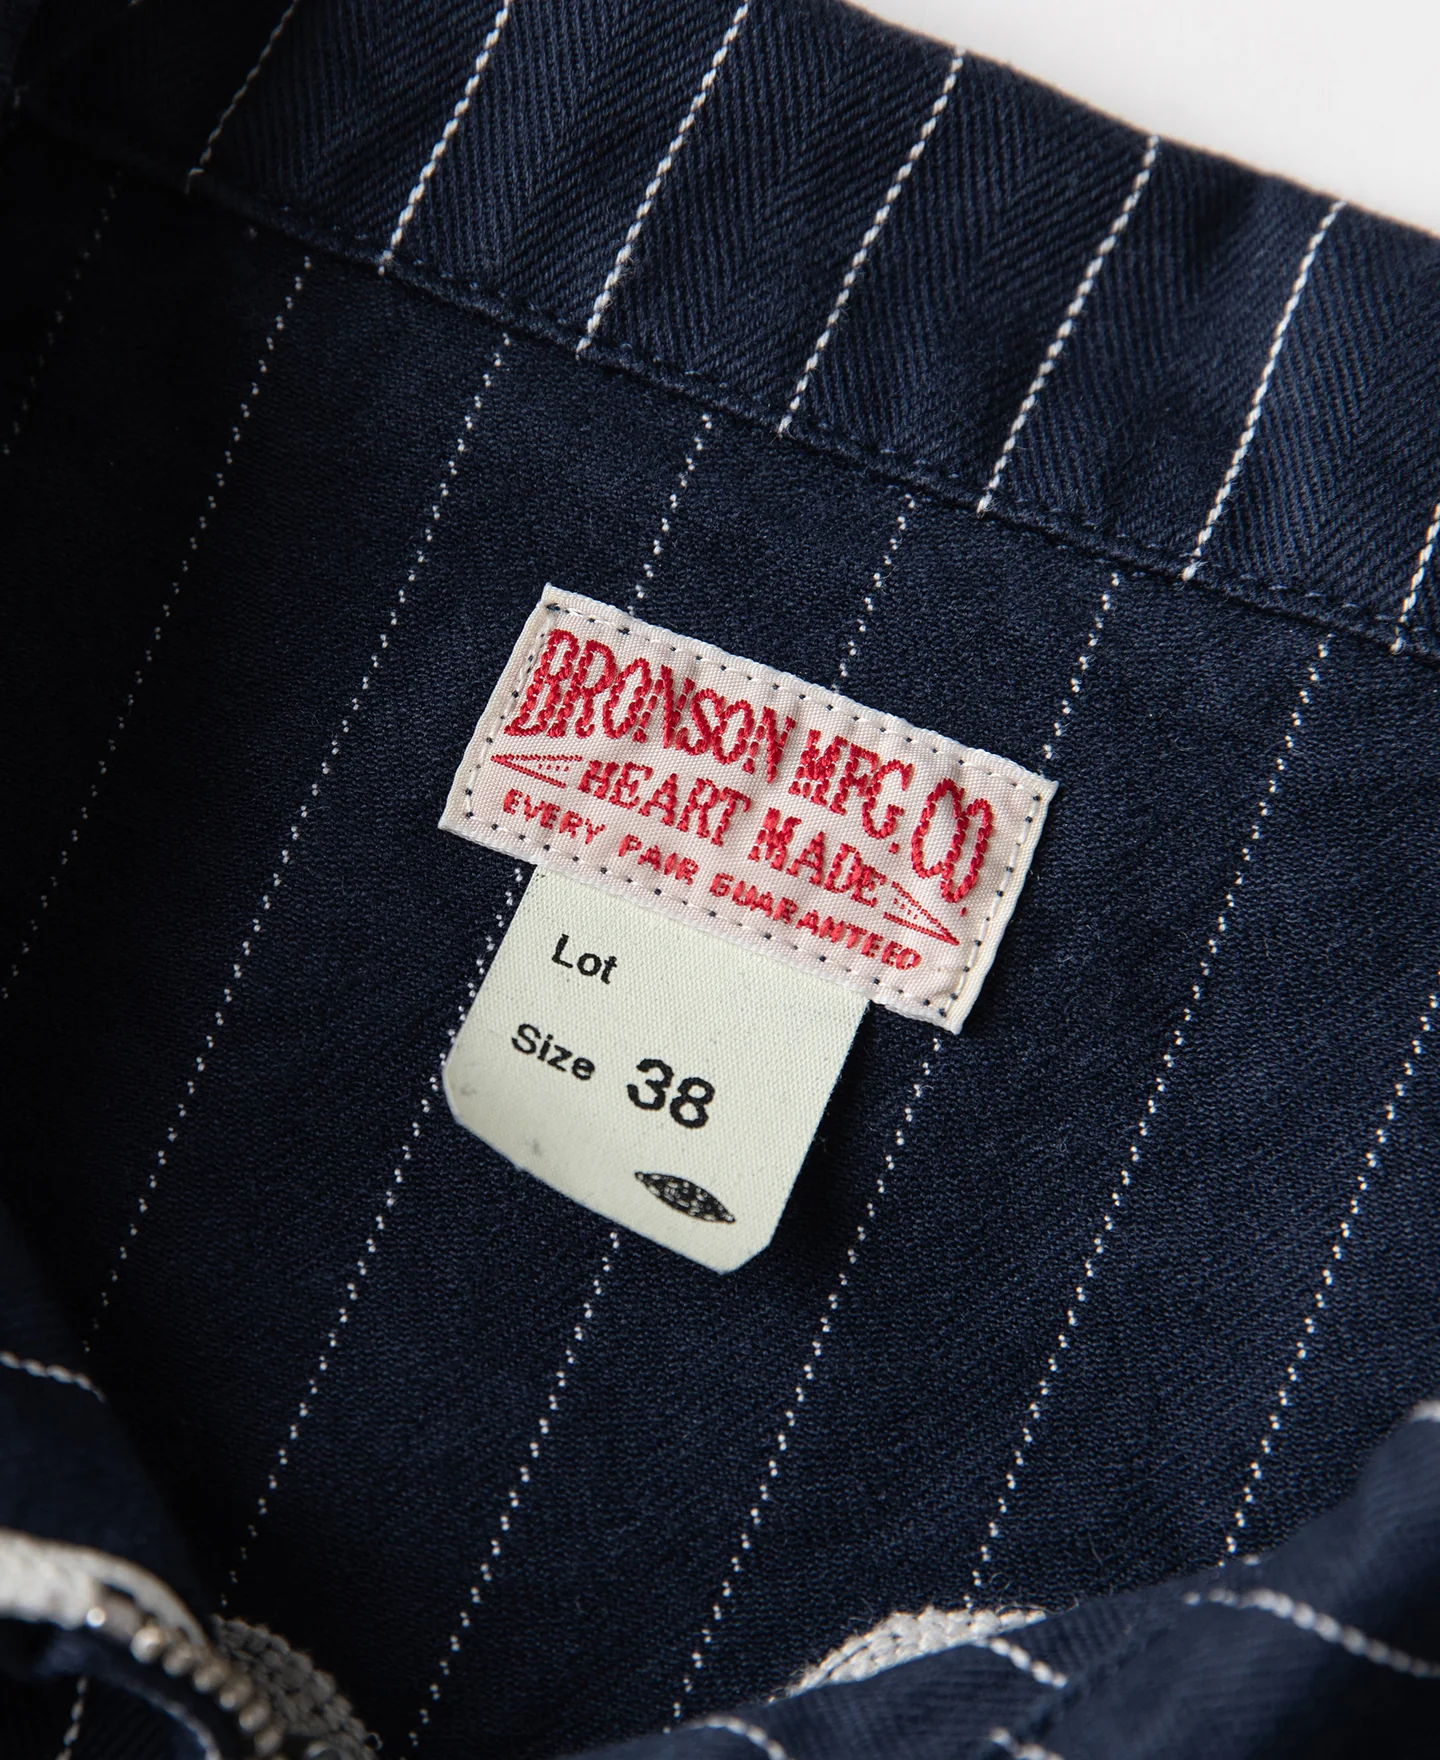 BRONSON MFG. CO.
HEART MADE
EVERY PAIR GUARANTEED
Lot
Size 38